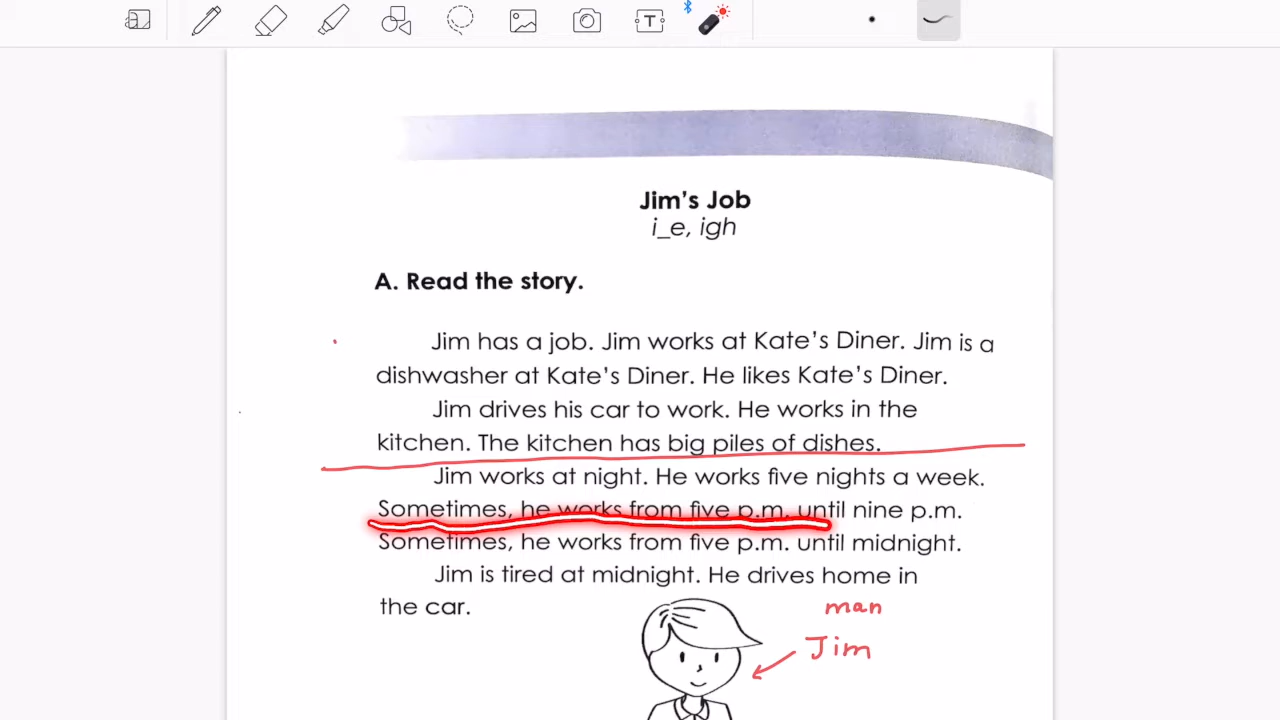 Jim's Job
i_e, igh
A. Read the story.
Jim has a job. Jim works at Kate's Diner. Jim is a
dishwasher at Kate's Diner. He likes Kate's Diner.
Jim drives his car to work. He works in the
kitchen. The kitchen has big piles of dishes.
Jim works at night. He works five nights a week.
Sometimes, he works from five p.m. until nine p.m.
Sometimes, he works from five p.m. until midnight.
Jim is tired at midnight. He drives home in
the car.
man
Jim